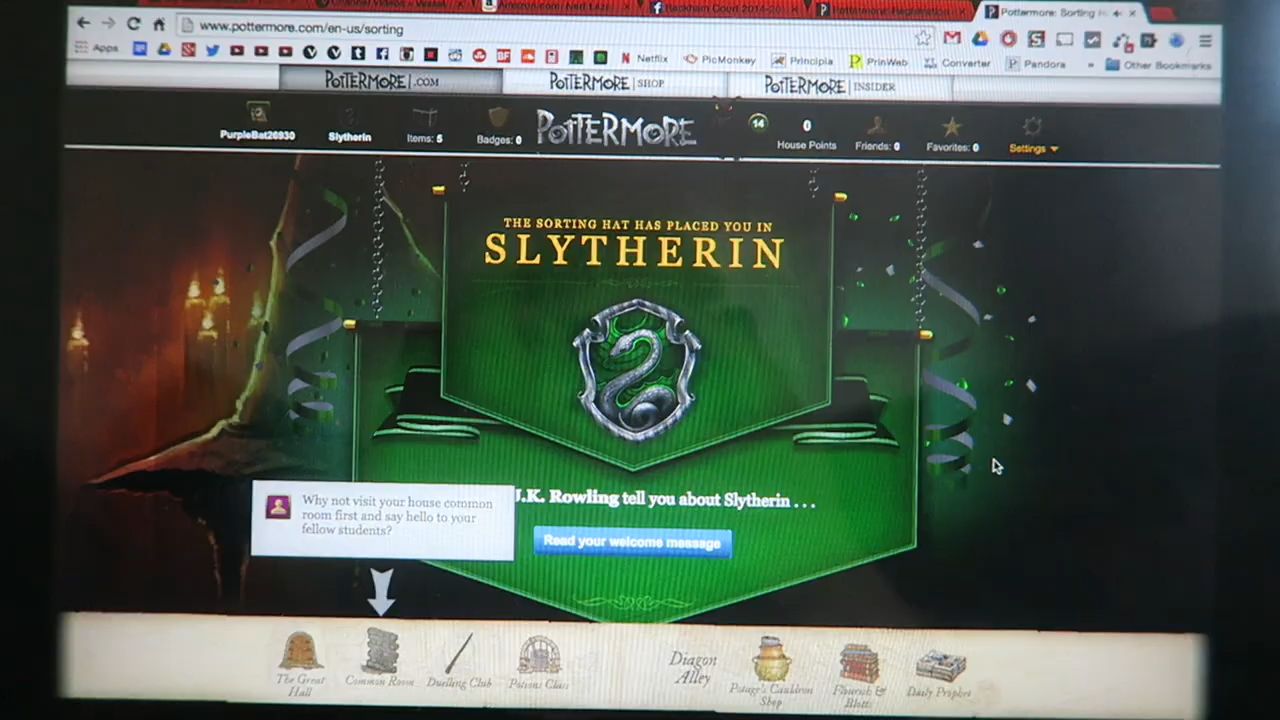 Pottermore: Sorting H
www.pottermore.com/en-us/sorting
Apps
Netflix
PicMonkey
Principia
PrinWeb
Converter
Pandora
»
Other Bookmarks
POTTERMORE|.COM
POTTERMORE|SHOP
POTTERMORE|INSIDER
PurpleBat26930
Slytherin
Items: 5
Badges: 0
POTTERMORE
14
0
House Points
Friends: 0
Favorites: 0
Settings
THE SORTING HAT HAS PLACED YOU IN
SLYTHERIN
J.K. Rowling tell you about Slytherin . . .
Why not visit your house common
room first and say hello to your
fellow students?
Read your welcome message
The Great
Hall
Common Room
Duelling Club
Potions Class
Diagon
Alley
Potage's Cauldron
Shop
Flourish &
Blotts
Daily Prophet